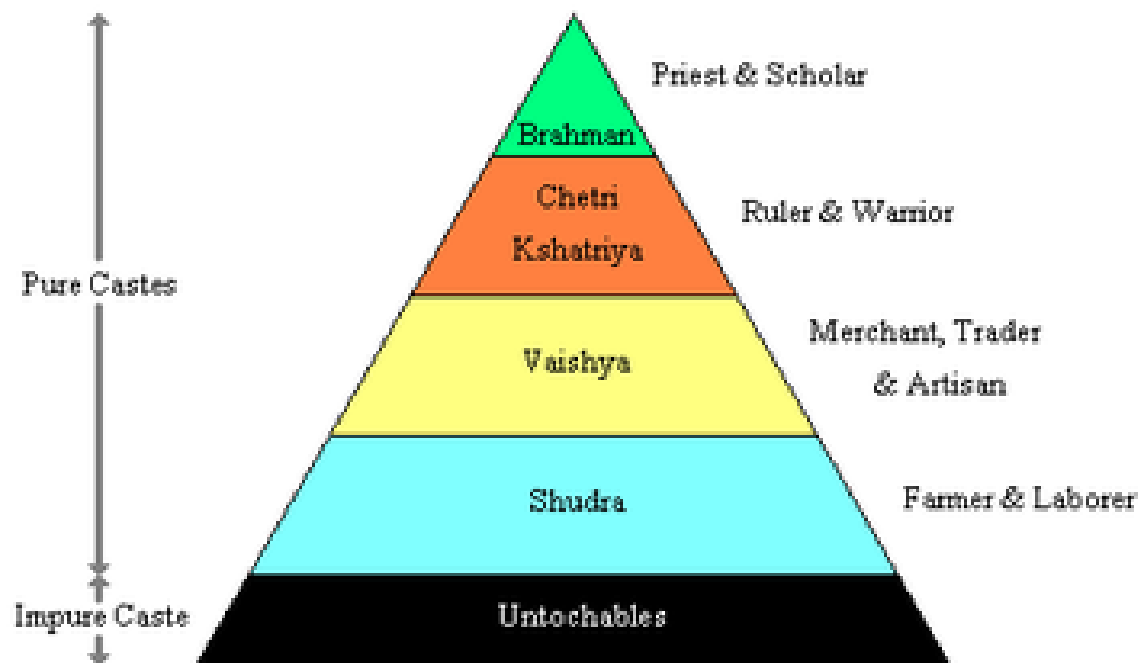 Priest & Scholar
Brahman
Chetri
Ruler & Warrior
Kshatriya
Pure Castes
Merchant, Trader
Vaishya
& Artisan
Shudra
Farmer & Laborer
Impure Caste
Untochables